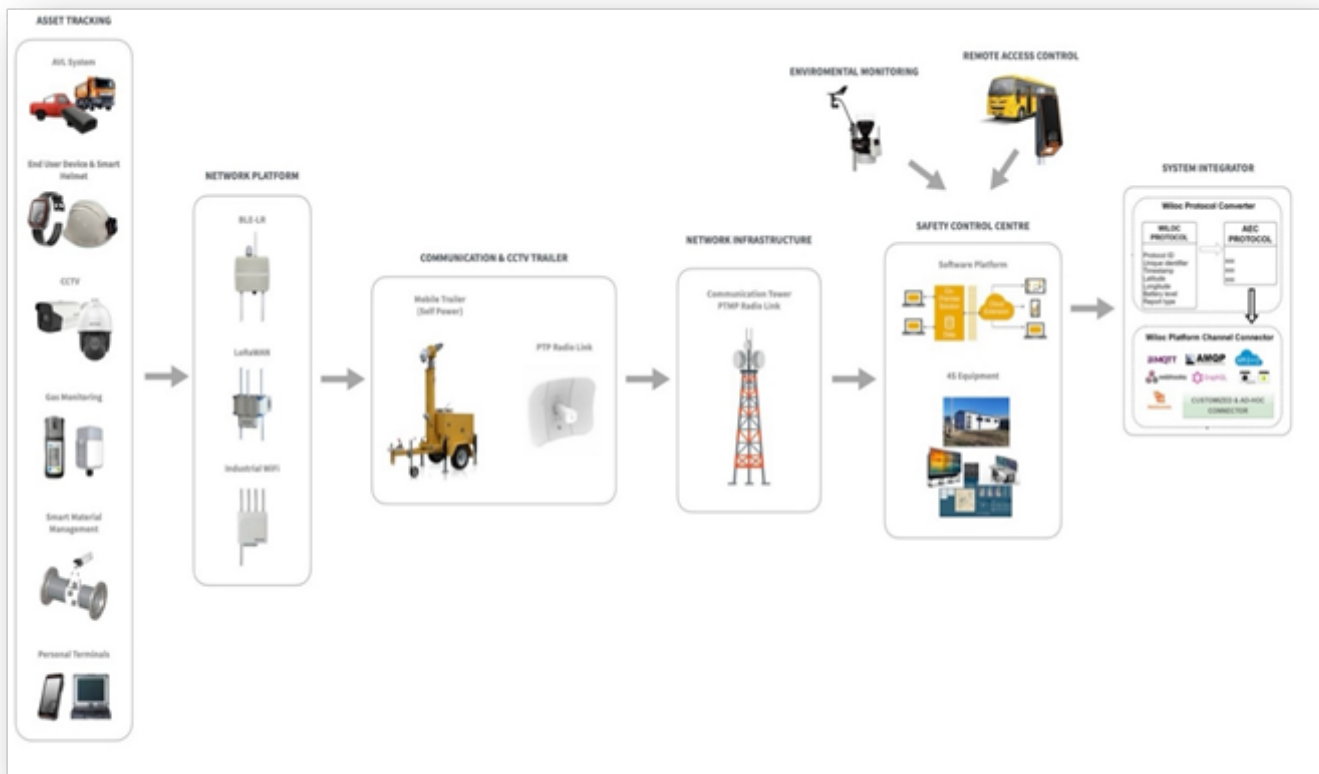 ASSET TRACKING
AVL System
End User Device & Smart
Helmet
CCTV
Gas Monitoring
Smart Material
Management
Personal Terminals
NETWORK PLATFORM
BLE-LR
LoRaWAN
Industrial WiFi
COMMUNICATION & CCTV TRAILER
Mobile Trailer
(Self Power)
PTP Radio Link
NETWORK INFRASTRUCTURE
Communication Tower
PTMP Radio Link
ENVIROMENTAL MONITORING
REMOTE ACCESS CONTROL
SAFETY CONTROL CENTRE
Software Platform
4S Equipment
SYSTEM INTEGRATOR
Wiloc Protocol Converter
WILOC
PROTOCOL
Protocol ID
Unique identifier
Timestamp
Latitude
Longitude
Battery level
Report type
AEC
PROTOCOL
Wiloc Platform Channel Connector
MQTT
AMQP
webhooks
GraphQL
CUSTOMIZED & AD-HOC
CONNECTOR